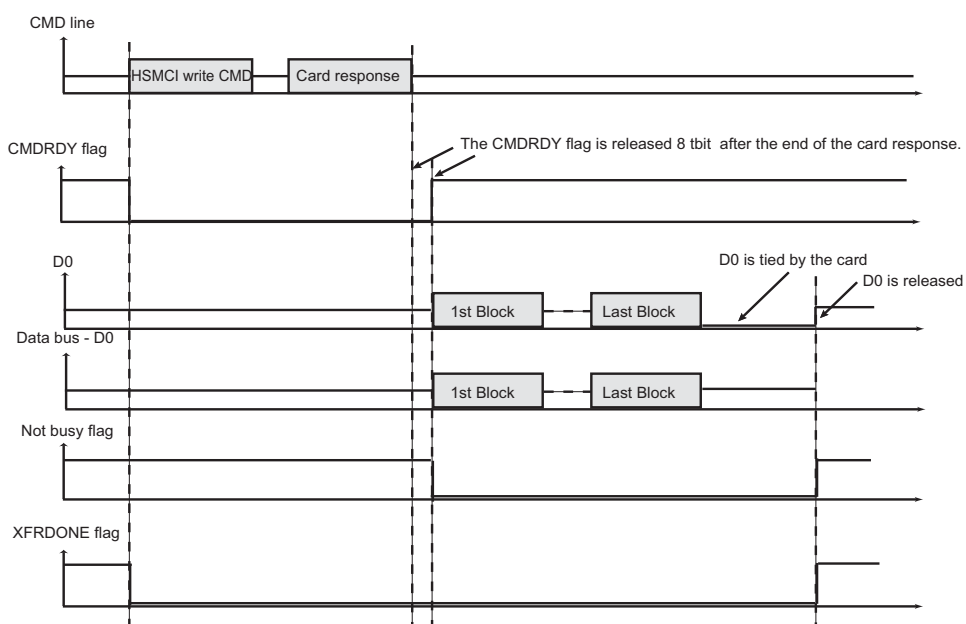 CMD line
HSMCI write CMD
Card response
The CMDRDY flag is released 8 tbit after the end of the card response.
CMDRDY flag
D0
D0 is tied by the card
D0 is released
1st Block
Last Block
Data bus - D0
1st Block
Last Block
Not busy flag
XFRDONE flag